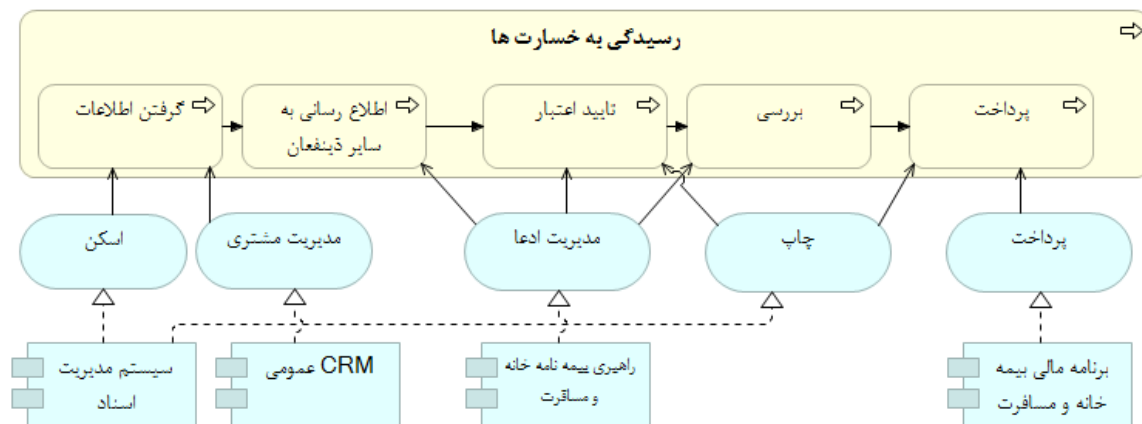 رسیدگی به خسارت ها
گرفتن اطلاعات
اطلاع رسانی به
سایر ذینفعان
تایید اعتبار
بررسی
پرداخت
اسکن
مدیریت مشتری
مدیریت ادعا
چاپ
پرداخت
سیستم مدیریت
اسناد
CRM عمومی
راهبری بیمه نامه خانه
و مسافرت
برنامه مالی بیمه
خانه و مسافرت